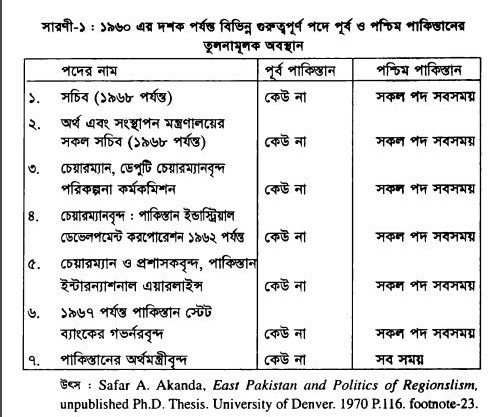 সারণী-১ : ১৯৬০ এর দশক পর্যন্ত বিভিন্ন গুরুত্বপূর্ণ পদে পূর্ব ও পশ্চিম পাকিস্তানের
তুলনামূলক অবস্থান
পদের নাম পূর্ব পাকিস্তান পশ্চিম পাকিস্তান
১. সচিব (১৯৬৮ পর্যন্ত) কেউ না সকল পদ সবসময়
২. অর্থ এবং সংস্থাপন মন্ত্রণালয়ের
সকল সচিব (১৯৬৮ পর্যন্ত) কেউ না সকল পদ সবসময়
৩. চেয়ারম্যান, ডেপুটি চেয়ারম্যানবৃন্দ
পরিকল্পনা কর্মকমিশন কেউ না সকল পদ সবসময়
৪. চেয়ারম্যানবৃন্দ : পাকিস্তান ইন্ডাস্ট্রিয়াল
ডেভেলপমেন্ট করপোরেশন ১৯৬২ পর্যন্ত কেউ না সকল পদ সবসময়
৫. চেয়ারম্যান ও প্রশাসকবৃন্দ, পাকিস্তান
ইন্টারন্যাশনাল এয়ারলাইন্স কেউ না সকল পদ সবসময়
৬. ১৯৬৭ পর্যন্ত পাকিস্তান স্টেট
ব্যাংকের গভর্নরবৃন্দ কেউ না সকল পদ সবসময়
৭. পাকিস্তানের অর্থমন্ত্রীবৃন্দ কেউ না সব সময়
উৎস : Safar A. Akanda, East Pakistan and Politics of Regionslism,
unpublished Ph.D. Thesis. University of Denver. 1970 P.116. footnote-23.